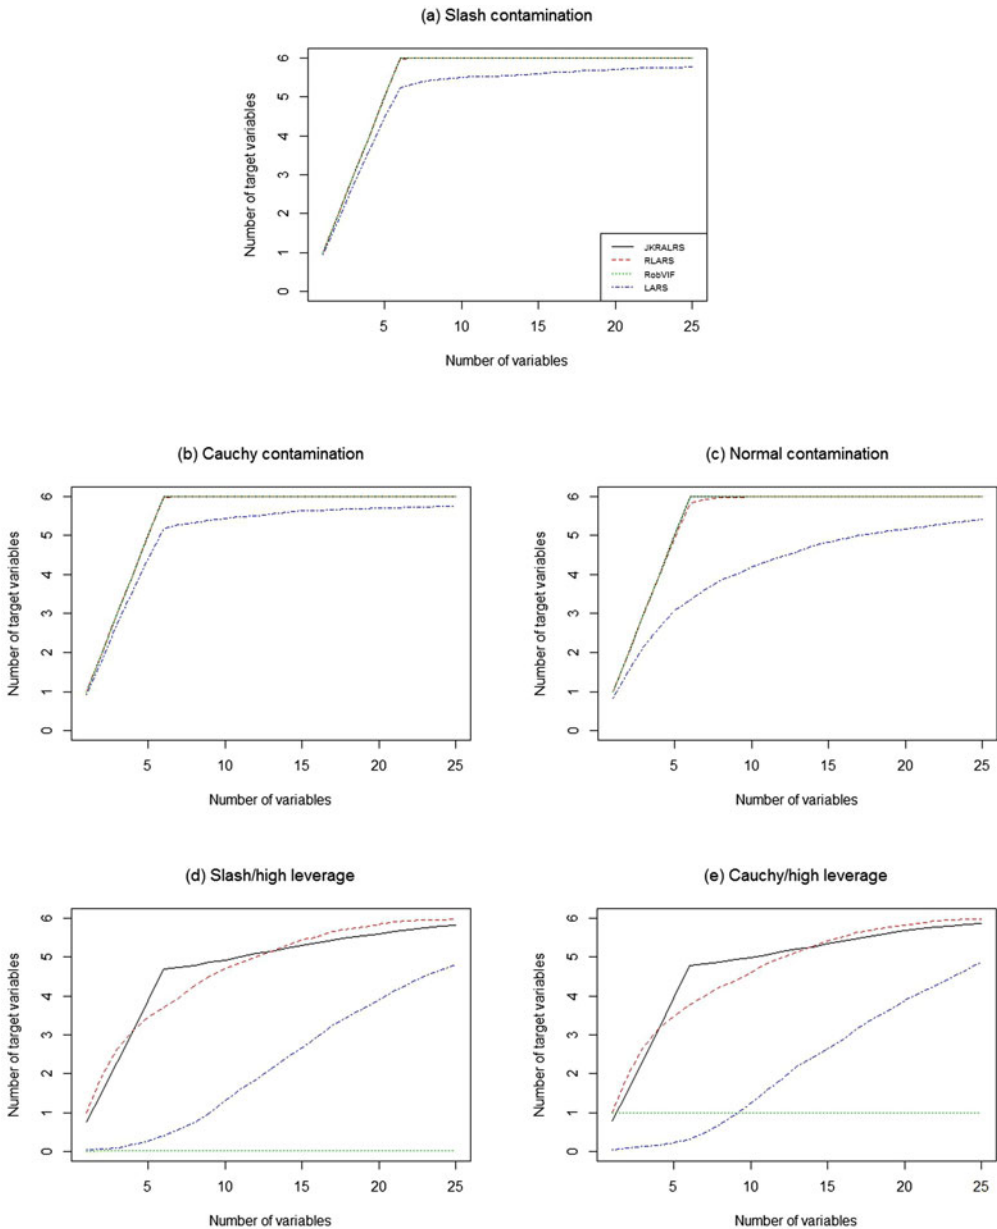 (a) Slash contamination
Number of target variables
6
5
4
3
2
1
0
JKRALRS
RLARS
RobVIF
LARS
5 10 15 20 25
Number of variables
(b) Cauchy contamination
Number of target variables
6
5
4
3
2
1
0
5 10 15 20 25
Number of variables
(c) Normal contamination
Number of target variables
6
5
4
3
2
1
0
5 10 15 20 25
Number of variables
(d) Slash/high leverage
Number of target variables
6
5
4
3
2
1
0
5 10 15 20 25
Number of variables
(e) Cauchy/high leverage
Number of target variables
6
5
4
3
2
1
0
5 10 15 20 25
Number of variables